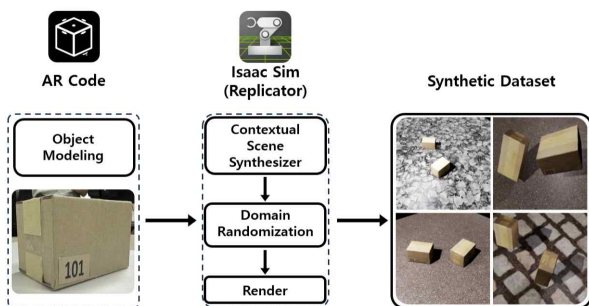 AR Code
Isaac Sim
(Replicator)
Synthetic Dataset
Object
Modeling
101
Contextual
Scene
Synthesizer
Domain
Randomization
Render